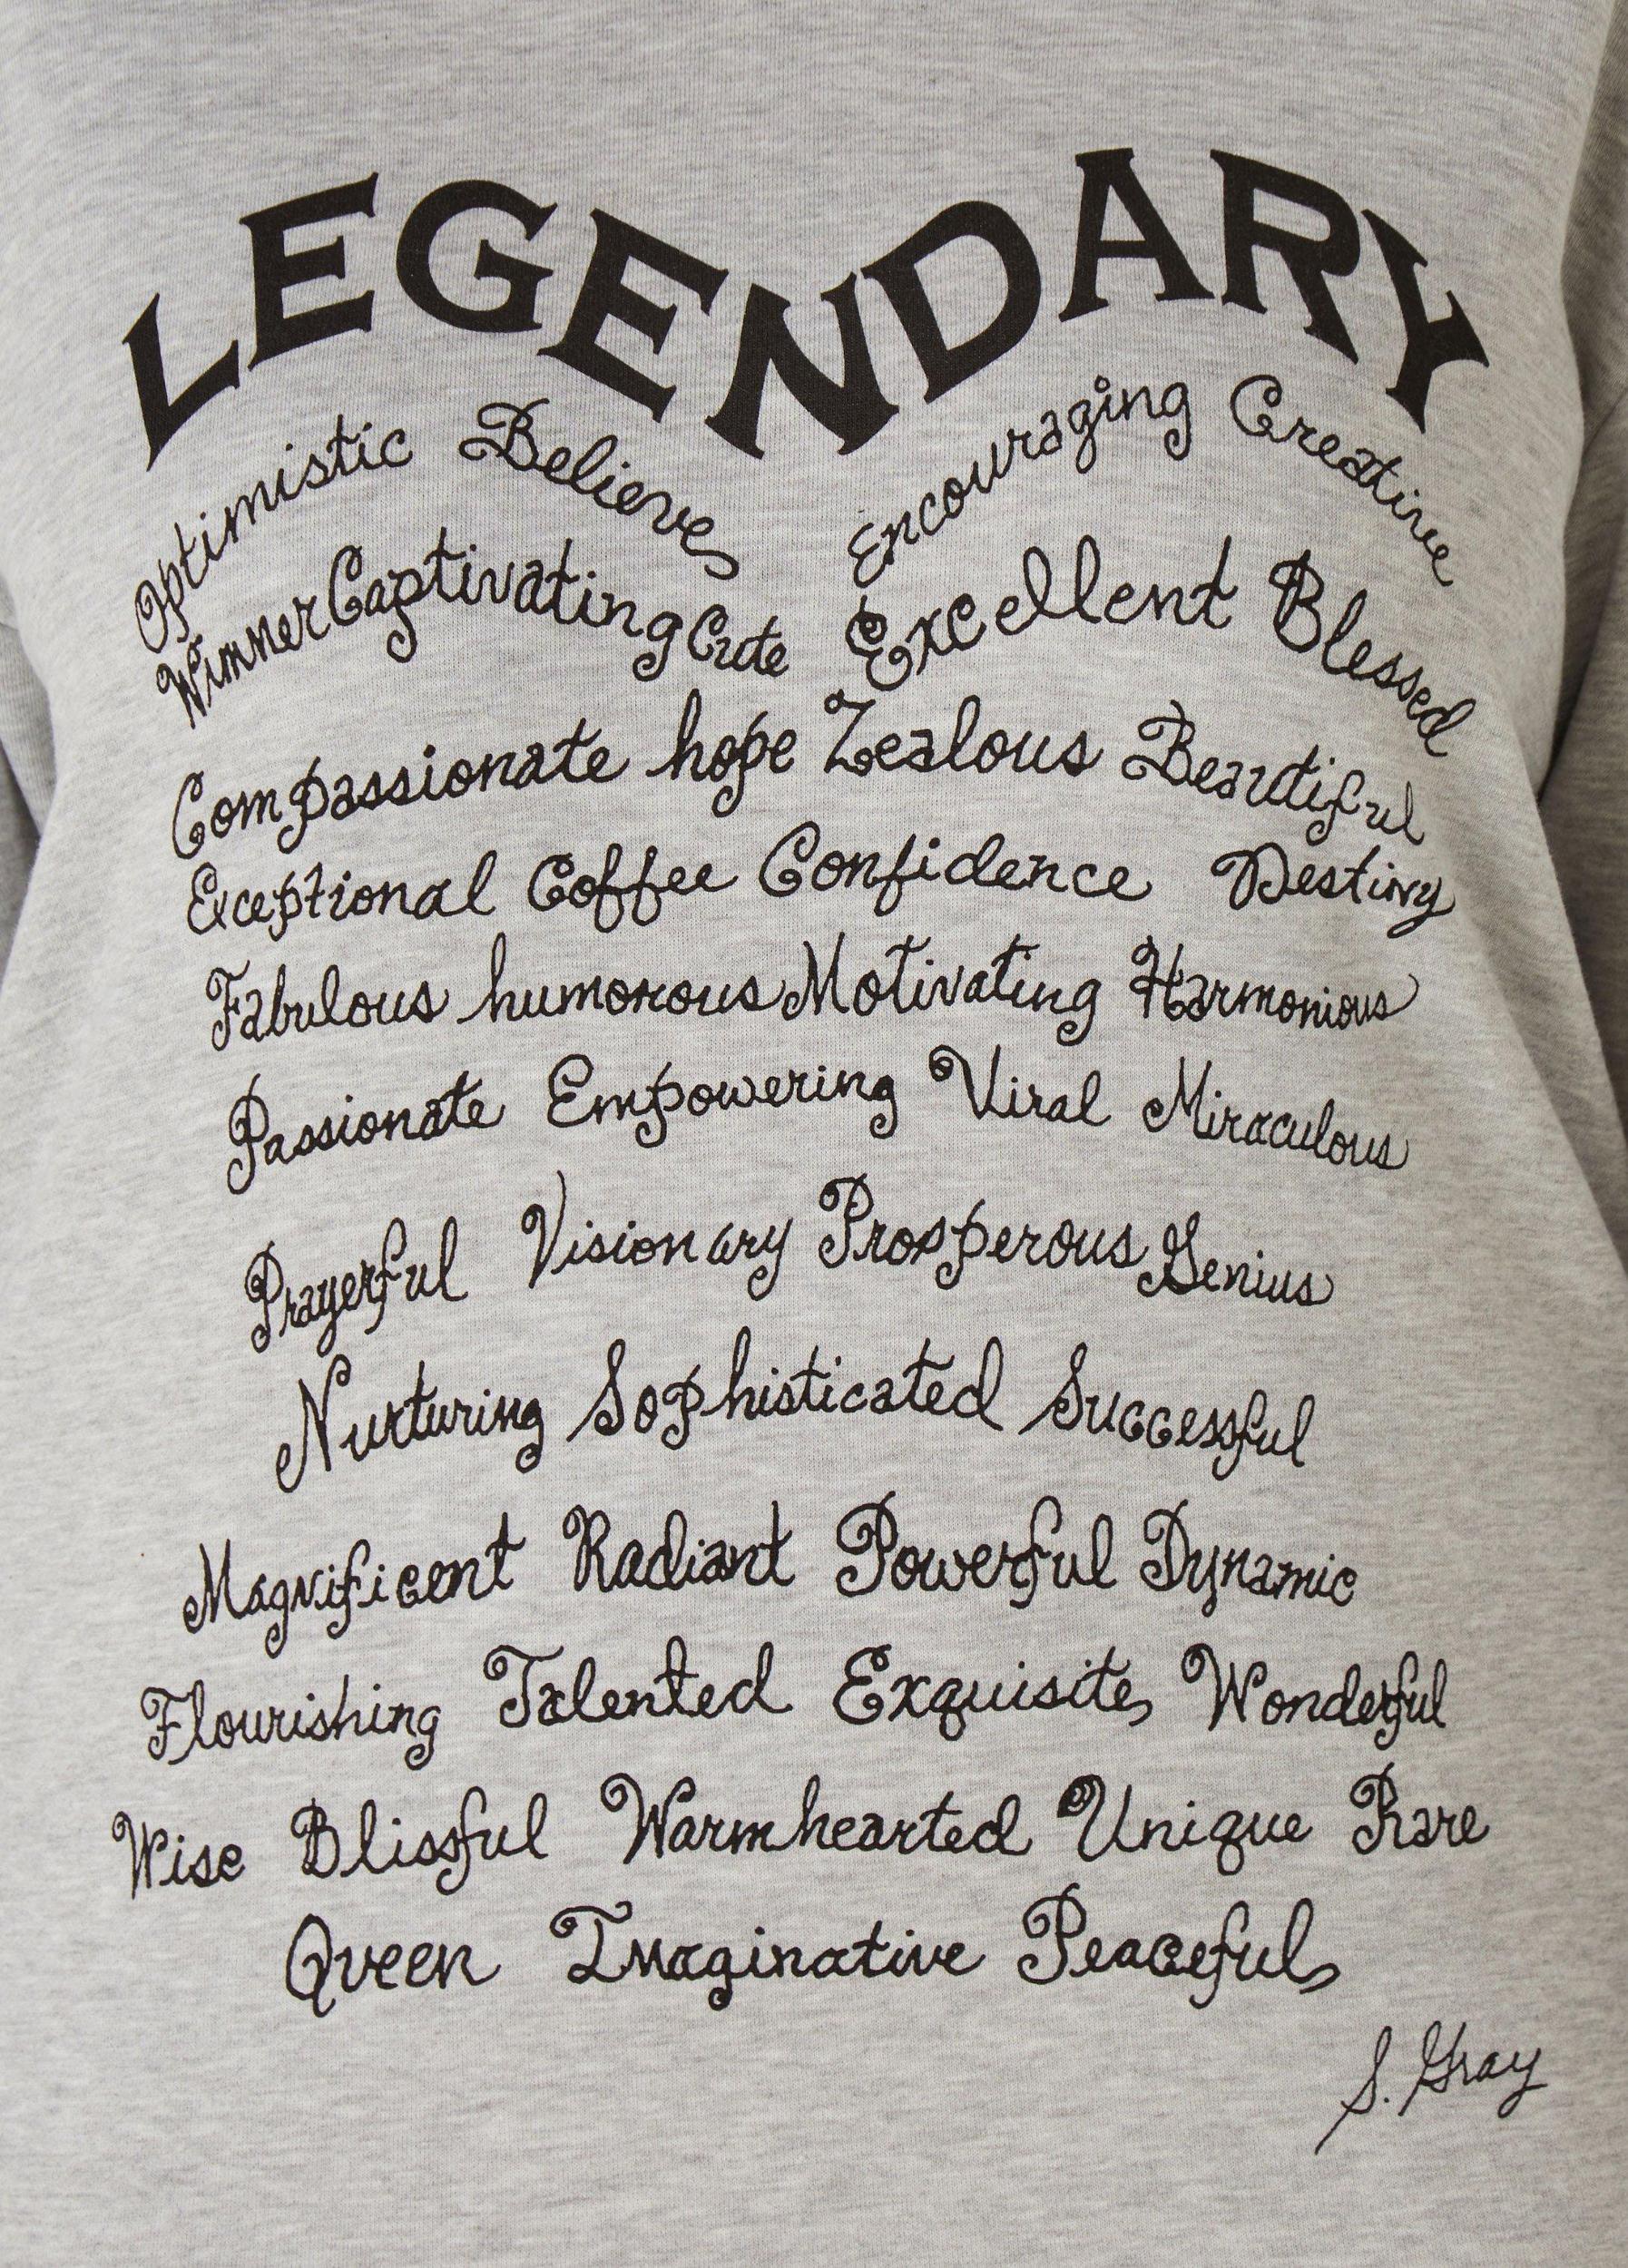 LEGENDARY
Optimistic Believe Encouraging Creative
Winner Captivating Cute Excellent Blessed
Compassionate hope Zealous Beautiful
Exceptional Coffee Confidence Destiny
Fabulous humorous Motivating Harmonious
Passionate Empowering Viral Miraculous
Prayerful Visionary Prosperous Genius
Nurturing Sophisticated Successful
Magnificent Radiant Powerful Dynamic
Flourishing Talented Exquisite Wonderful
Wise Blissful Warmhearted Unique Rare
Queen Imaginative Peaceful
S. Gray